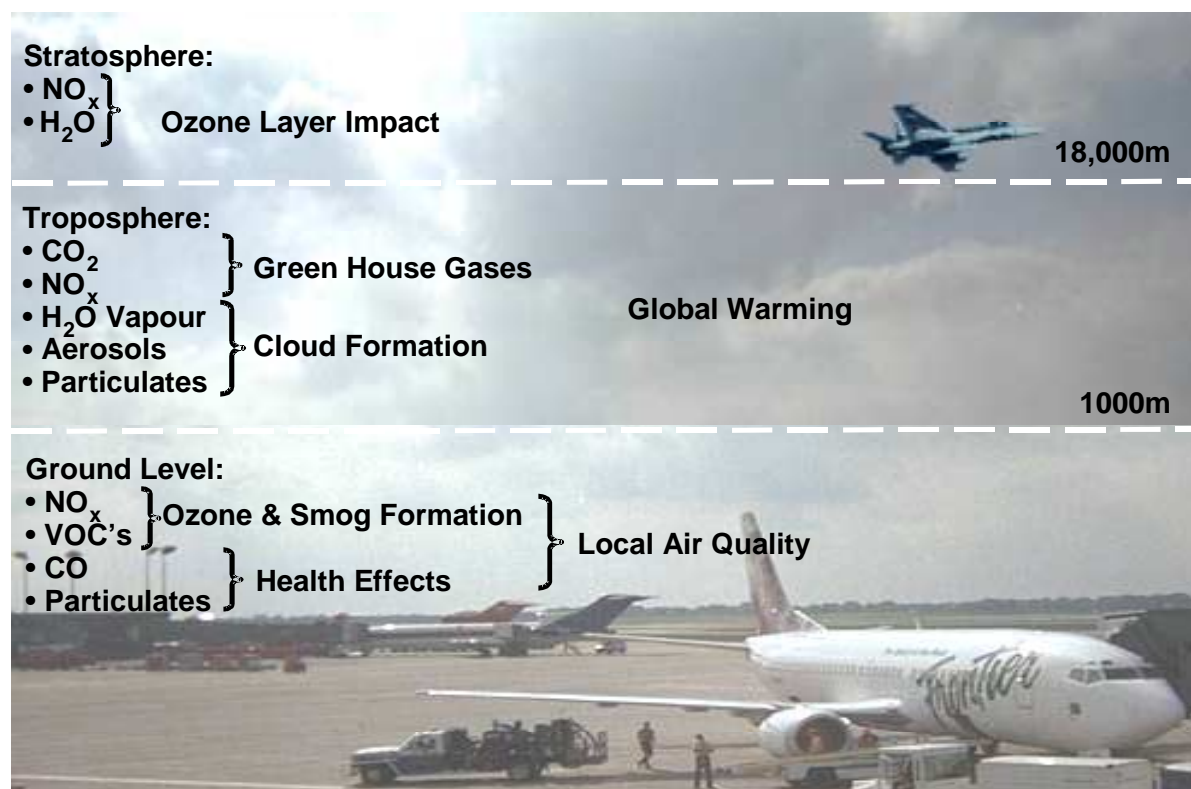 Stratosphere:
• NOx
• H2O
Ozone Layer Impact
18,000m
Troposphere:
• CO2
• NOx
• H2O Vapour
• Aerosols
• Particulates
Green House Gases
Cloud Formation
Global Warming
1000m
Ground Level:
• NOx
• VOC's
• CO
• Particulates
Ozone & Smog Formation
Health Effects
Local Air Quality
Frontier